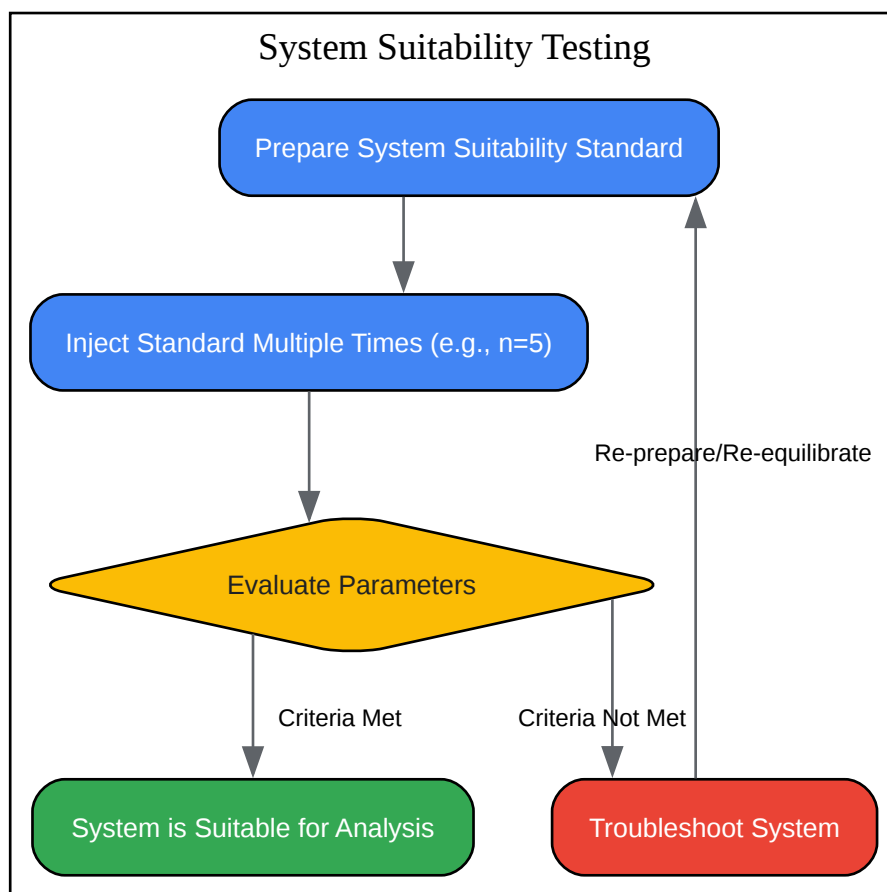 System Suitability Testing
Prepare System Suitability Standard
Inject Standard Multiple Times (e.g., n=5)
Re-prepare/Re-equilibrate
Evaluate Parameters
Criteria Met
Criteria Not Met
System is Suitable for Analysis
Troubleshoot System